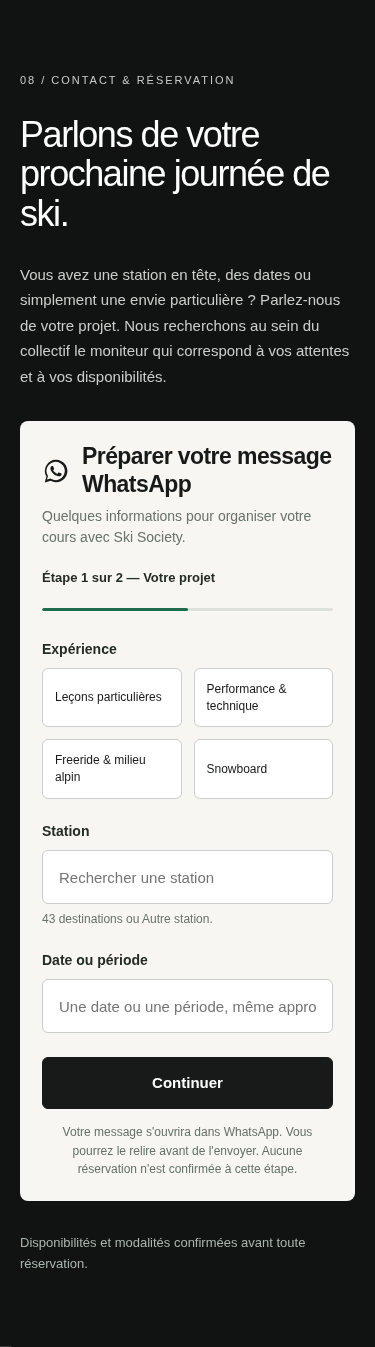 08 / CONTACT & RÉSERVATION
Parlons de votre
prochaine journée de
ski.
Vous avez une station en tête, des dates ou
simplement une envie particulière ? Parlez-nous
de votre projet. Nous recherchons au sein du
collectif le moniteur qui correspond à vos attentes
et à vos disponibilités.
Préparer votre message
WhatsApp
Quelques informations pour organiser votre
cours avec Ski Society.
Étape 1 sur 2 — Votre projet
Expérience
Leçons particulières
Performance &
technique
Freeride & milieu
alpin
Snowboard
Station
Rechercher une station
43 destinations ou Autre station.
Date ou période
Une date ou une période, même appro
Continuer
Votre message s'ouvrira dans WhatsApp. Vous
pourrez le relire avant de l'envoyer. Aucune
réservation n'est confirmée à cette étape.
Disponibilités et modalités confirmées avant toute
réservation.